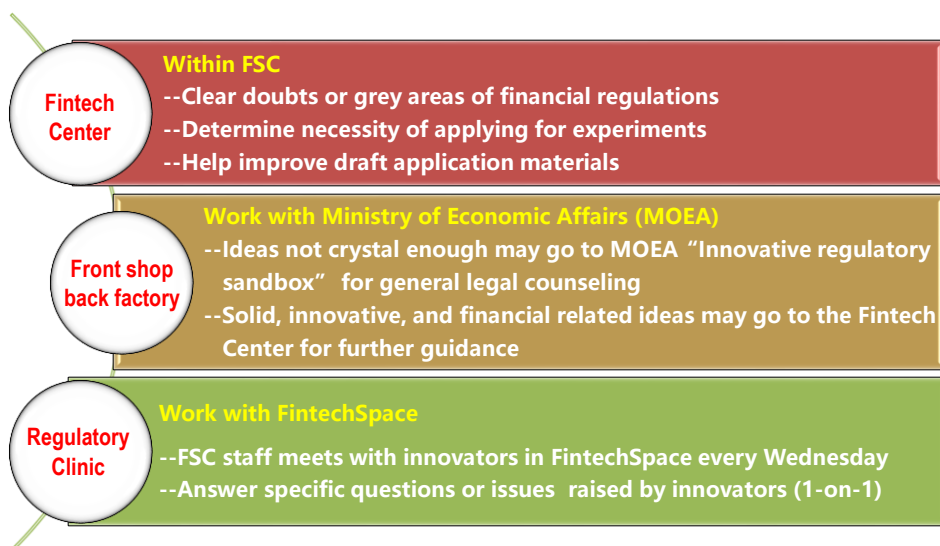 Fintech
Center
Within FSC
--Clear doubts or grey areas of financial regulations
--Determine necessity of applying for experiments
--Help improve draft application materials
Front shop
back factory
Work with Ministry of Economic Affairs (MOEA)
--Ideas not crystal enough may go to MOEA “Innovative regulatory
sandbox” for general legal counseling
--Solid, innovative, and financial related ideas may go to the Fintech
Center for further guidance
Regulatory
Clinic
Work with FintechSpace
--FSC staff meets with innovators in FintechSpace every Wednesday
--Answer specific questions or issues raised by innovators (1-on-1)